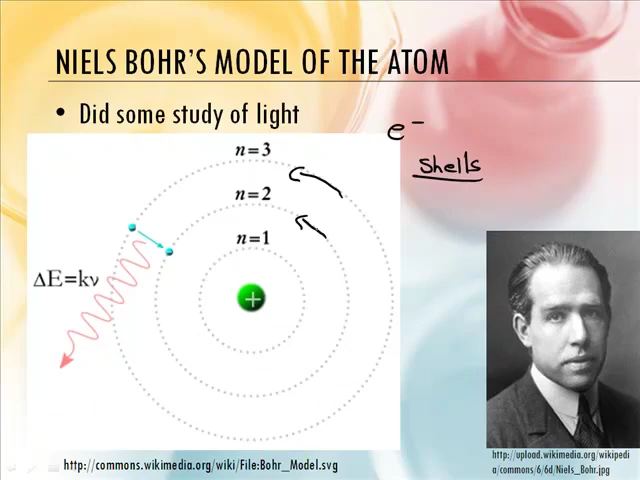 NIELS BOHR'S MODEL OF THE ATOM
• Did some study of light
e⁻
shells
n=3
n=2
n=1
ΔE=kν
+
http://upload.wikimedia.org/wikipedi
a/commons/6/6d/Niels_Bohr.jpg
http://commons.wikimedia.org/wiki/File:Bohr_Model.svg